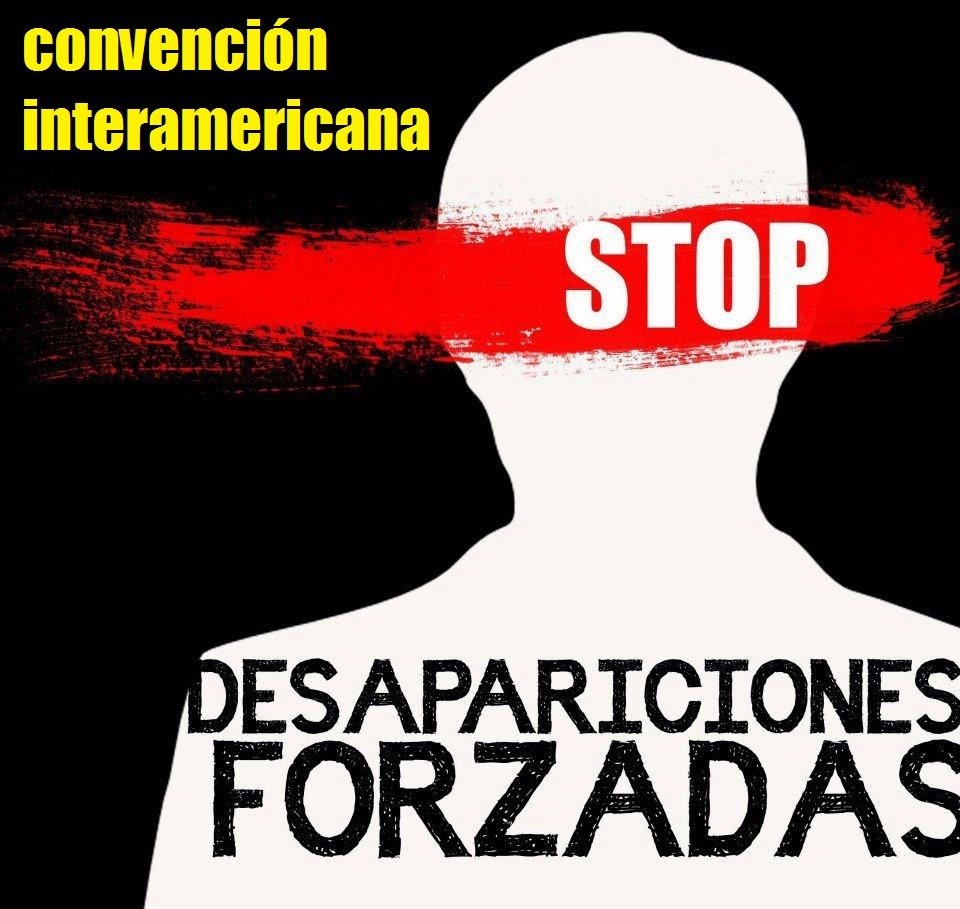 convención
interamericana
STOP
DESAPARICIONES
FORZADAS